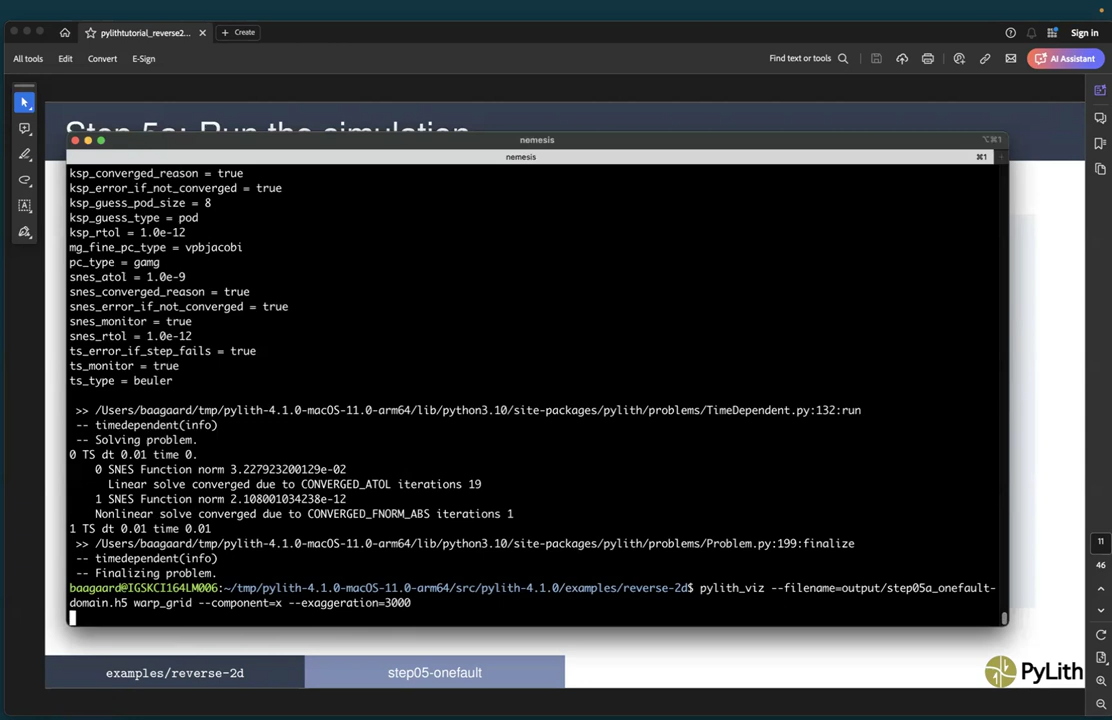 pylithtutorial_reverse2...
Create
Sign in
All tools
Edit
Convert
E-Sign
Find text or tools
AI Assistant
Step 5a: Run the simulation
nemesis
⌥⌘1
nemesis
⌘1
ksp_converged_reason = true
ksp_error_if_not_converged = true
ksp_guess_pod_size = 8
ksp_guess_type = pod
ksp_rtol = 1.0e-12
mg_fine_pc_type = vpbjacobi
pc_type = gamg
snes_atol = 1.0e-9
snes_converged_reason = true
snes_error_if_not_converged = true
snes_monitor = true
snes_rtol = 1.0e-12
ts_error_if_step_fails = true
ts_monitor = true
ts_type = beuler
>> /Users/baagaard/tmp/pylith-4.1.0-macOS-11.0-arm64/lib/python3.10/site-packages/pylith/problems/TimeDependent.py:132:run
-- timedependent(info)
-- Solving problem.
0 TS dt 0.01 time 0.
0 SNES Function norm 3.227923200129e-02
Linear solve converged due to CONVERGED_ATOL iterations 19
1 SNES Function norm 2.108001034238e-12
Nonlinear solve converged due to CONVERGED_FNORM_ABS iterations 1
1 TS dt 0.01 time 0.01
>> /Users/baagaard/tmp/pylith-4.1.0-macOS-11.0-arm64/lib/python3.10/site-packages/pylith/problems/Problem.py:199:finalize
-- timedependent(info)
-- Finalizing problem.
baagaard@IGSKCI164LM006:~/tmp/pylith-4.1.0-macOS-11.0-arm64/src/pylith-4.1.0/examples/reverse-2d$ pylith_viz --filename=output/step05a_onefault-
domain.h5 warp_grid --component=x --exaggeration=3000
11
46
examples/reverse-2d
step05-onefault
PyLith